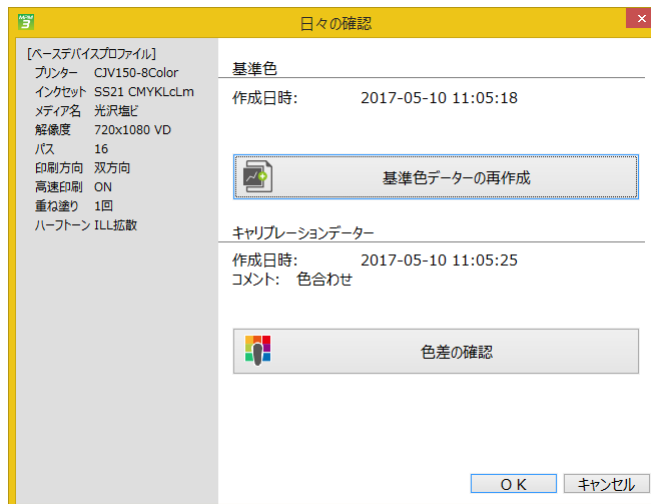 日々の確認
[ベースデバイスプロファイル]
プリンター CJV150-8Color
インクセット SS21 CMYKLcLm
メディア名 光沢塩ビ
解像度 720x1080 VD
パス 16
印刷方向 双方向
高速印刷 ON
重ね塗り 1回
ハーフトーン ILL拡散
基準色
作成日時: 2017-05-10 11:05:18
基準色データーの再作成
キャリブレーションデーター
作成日時: 2017-05-10 11:05:25
コメント: 色合わせ
色差の確認
OK キャンセル